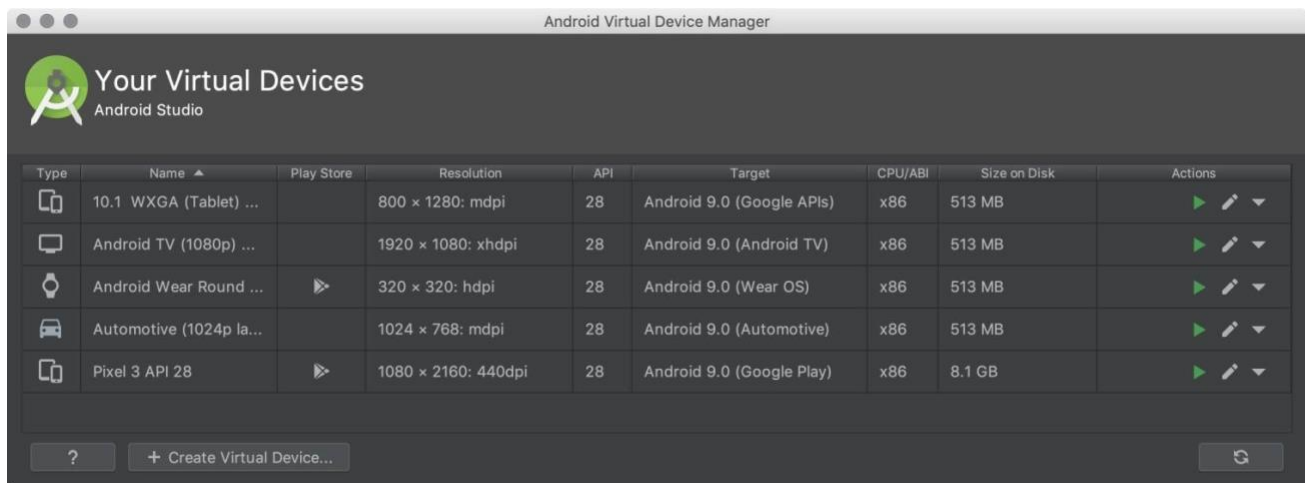 Android Virtual Device Manager
Your Virtual Devices
Android Studio
Type Name Play Store Resolution API Target CPU/ABI Size on Disk Actions
10.1 WXGA (Tablet) ... 800 × 1280: mdpi 28 Android 9.0 (Google APIs) x86 513 MB
Android TV (1080p) ... 1920 × 1080: xhdpi 28 Android 9.0 (Android TV) x86 513 MB
Android Wear Round ... 320 × 320: hdpi 28 Android 9.0 (Wear OS) x86 513 MB
Automotive (1024p la... 1024 × 768: mdpi 28 Android 9.0 (Automotive) x86 513 MB
Pixel 3 API 28 1080 × 2160: 440dpi 28 Android 9.0 (Google Play) x86 8.1 GB
? + Create Virtual Device...